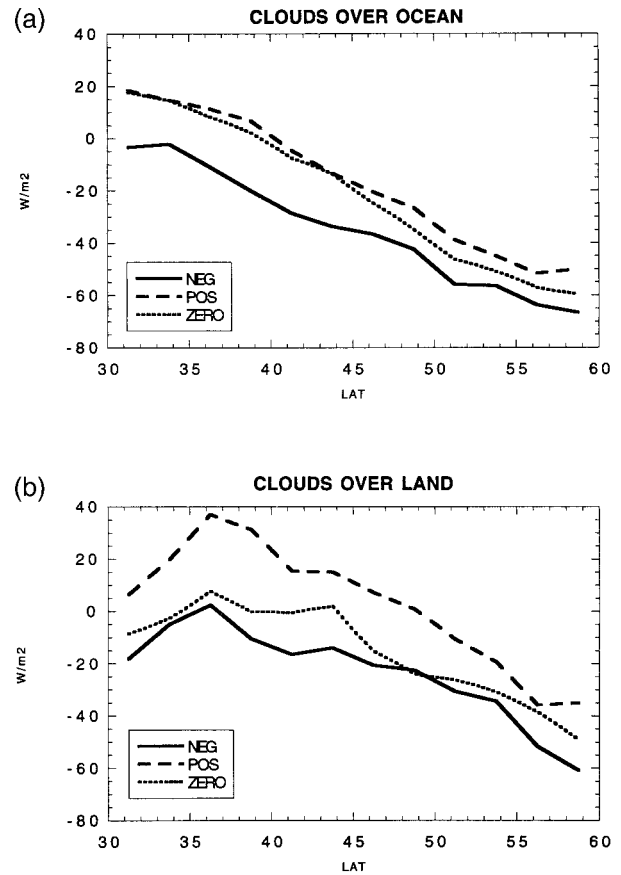 (a)
CLOUDS OVER OCEAN
40
20
0
-20
-40
-60
-80
W/m2
NEG
POS
ZERO
30 35 40 45 50 55 60
LAT
(b)
CLOUDS OVER LAND
40
20
0
-20
-40
-60
-80
W/m2
NEG
POS
ZERO
30 35 40 45 50 55 60
LAT